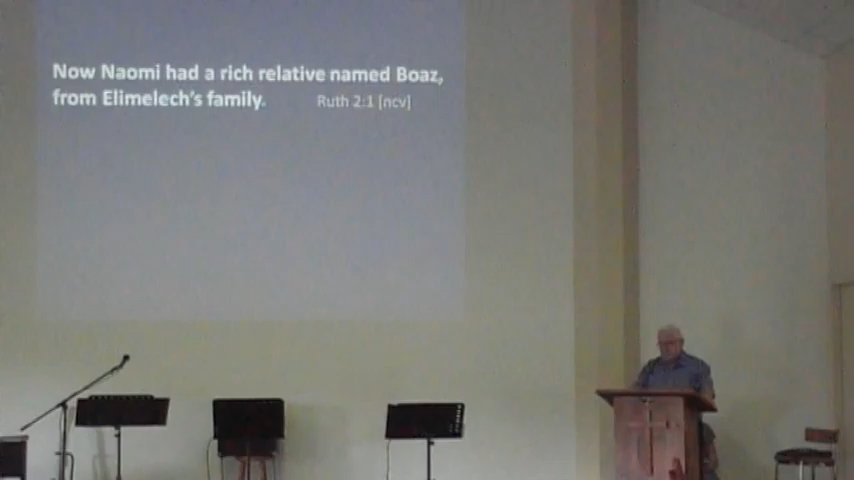 Now Naomi had a rich relative named Boaz,
from Elimelech's family. Ruth 2:1 [ncv]